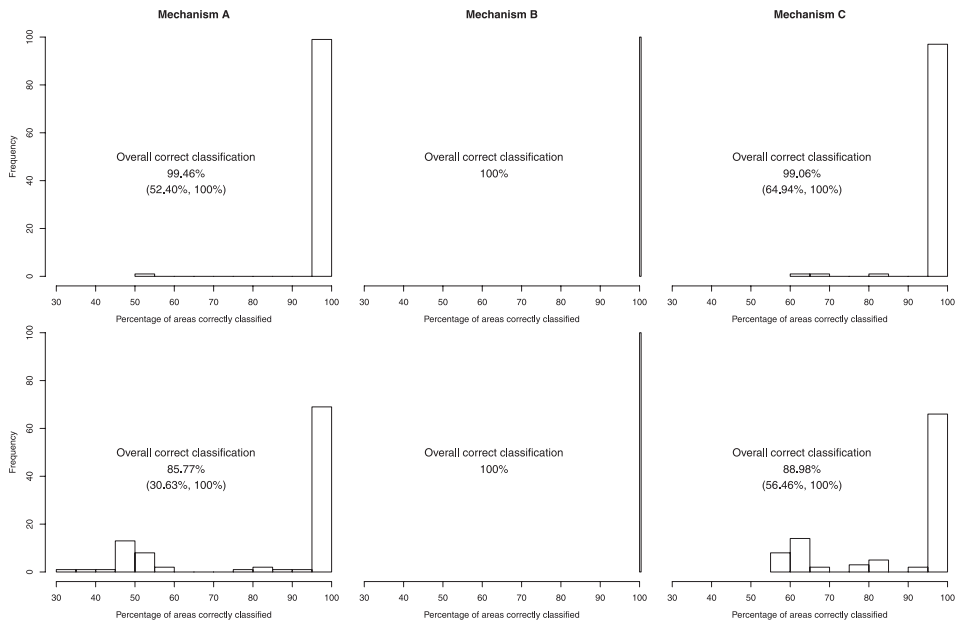 Mechanism A
Mechanism B
Mechanism C
Frequency
100
80
60
40
20
0
Overall correct classification
99.46%
(52.40%, 100%)
Overall correct classification
100%
Overall correct classification
99.06%
(64.94%, 100%)
30 40 50 60 70 80 90 100
30 40 50 60 70 80 90 100
30 40 50 60 70 80 90 100
Percentage of areas correctly classified
Percentage of areas correctly classified
Percentage of areas correctly classified
Frequency
100
80
60
40
20
0
Overall correct classification
85.77%
(30.63%, 100%)
Overall correct classification
100%
Overall correct classification
88.98%
(56.46%, 100%)
30 40 50 60 70 80 90 100
30 40 50 60 70 80 90 100
30 40 50 60 70 80 90 100
Percentage of areas correctly classified
Percentage of areas correctly classified
Percentage of areas correctly classified